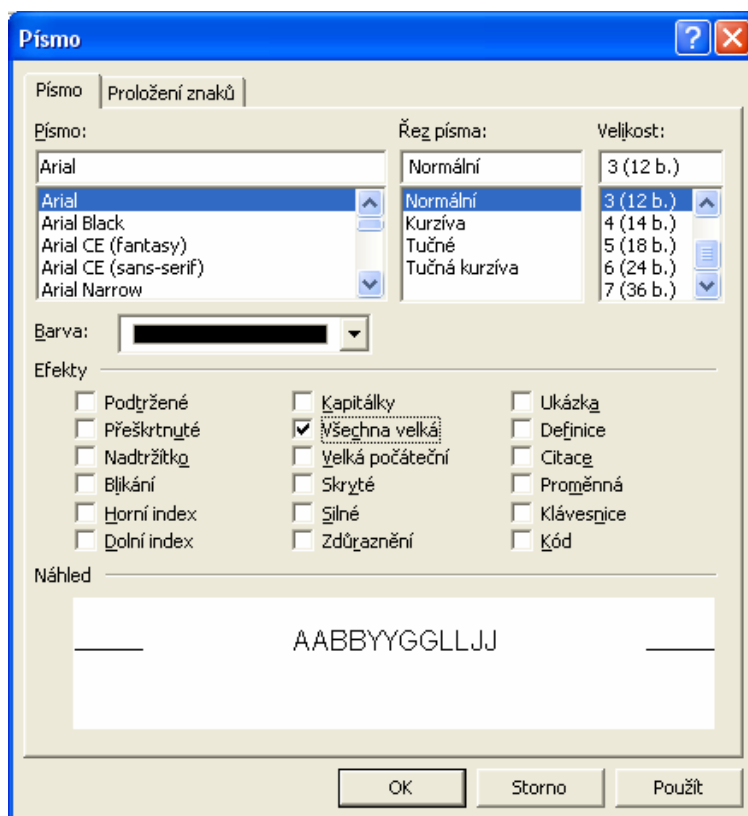 Písmo
Písmo Proložení znaků
Písmo: Řez písma: Velikost:
Arial Normální 3 (12 b.)
Arial Normální 3 (12 b.)
Arial Black Kurzíva 4 (14 b.)
Arial CE (fantasy) Tučné 5 (18 b.)
Arial CE (sans-serif) Tučná kurzíva 6 (24 b.)
Arial Narrow 7 (36 b.)
Barva:
Efekty
Podtržené Kapitálky Ukázka
Přeškrtnuté Všechna velká Definice
Nadtržítko Velká počáteční Citace
Blikání Skryté Proměnná
Horní index Silné Klávesnice
Dolní index Zdůraznění Kód
Náhled
AABBYYGGLLJJ
OK Storno Použít